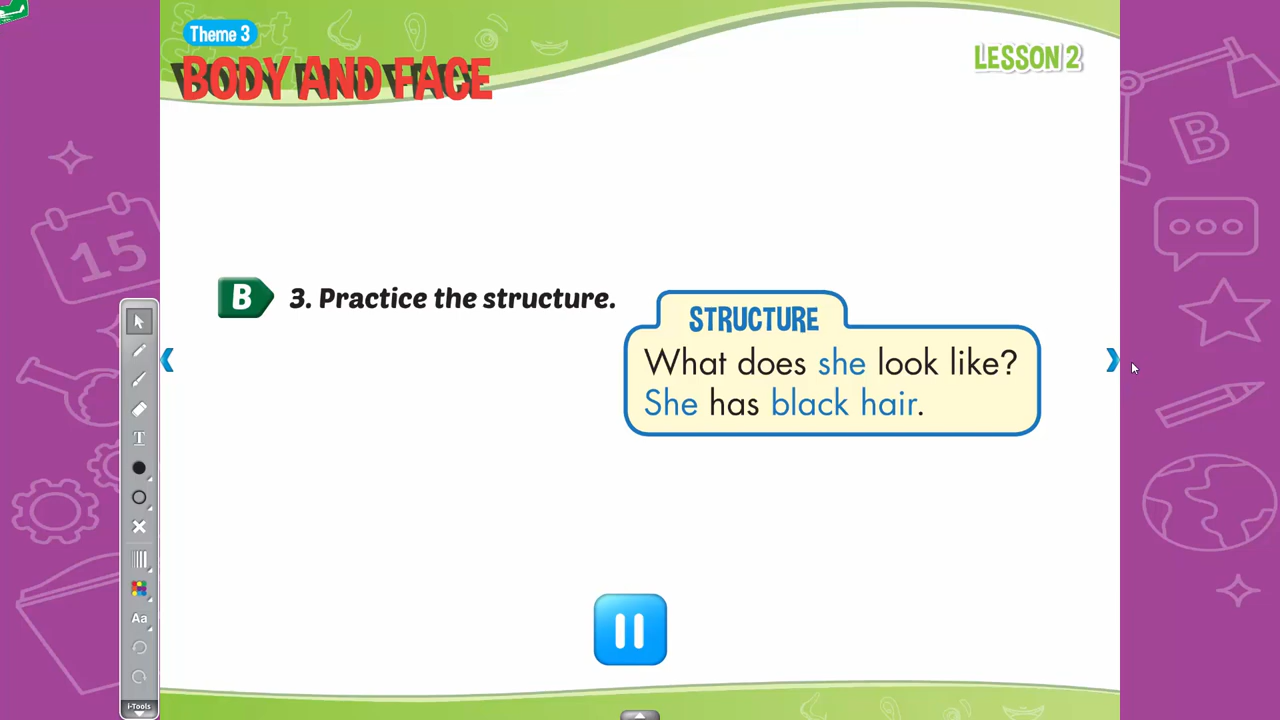 Theme 3
BODY AND FACE
LESSON 2
B 3. Practice the structure.
STRUCTURE
What does she look like?
She has black hair.
15
B
T
Aa
i-Tools